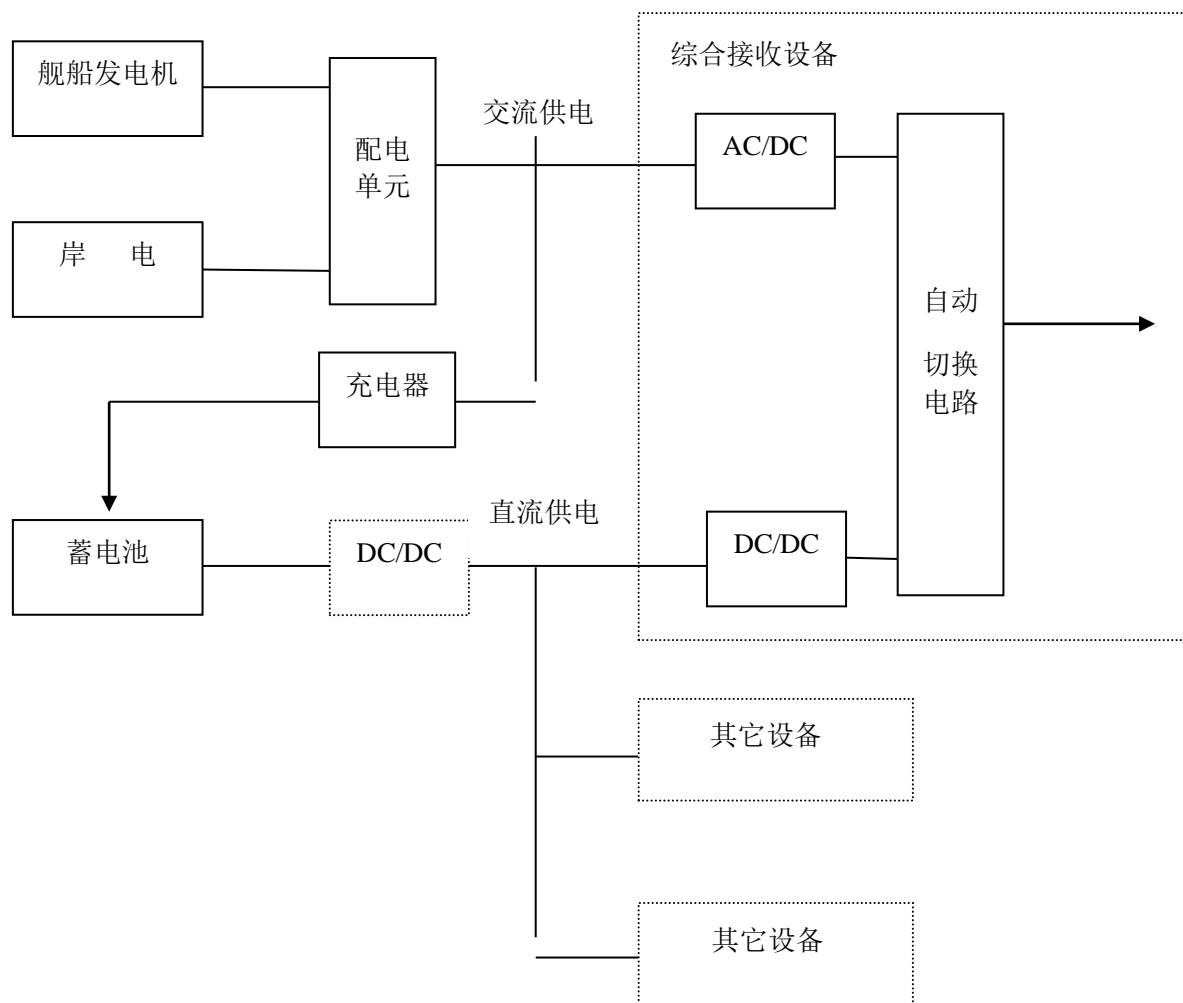 综合接收设备
舰船发电机
交流供电
配电
单元
AC/DC
岸 电
自动
切换
电路
充电器
直流供电
蓄电池
DC/DC
DC/DC
其它设备
其它设备